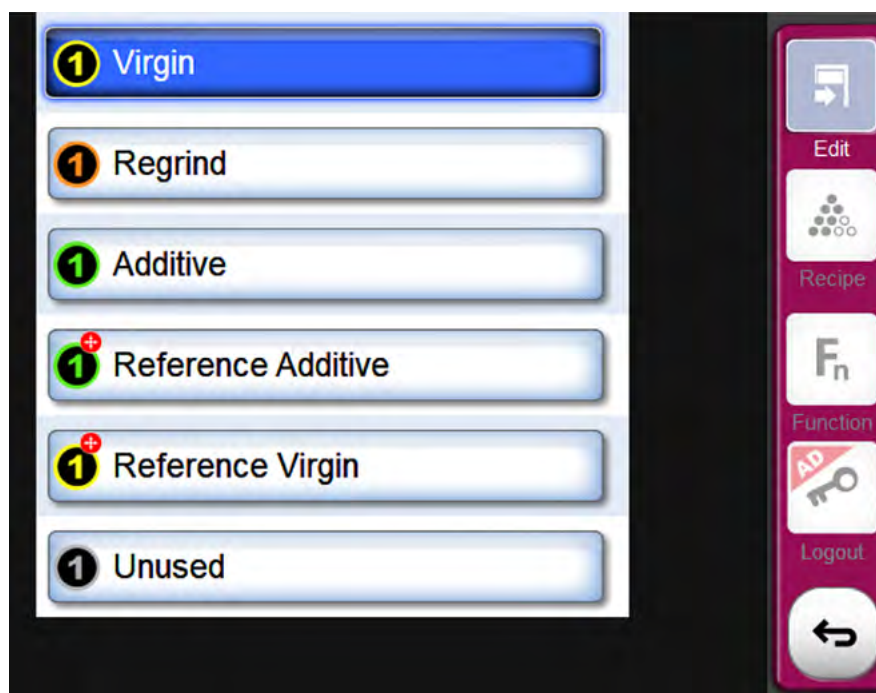 1 Virgin
1 Regrind
1 Additive
1 Reference Additive
1 Reference Virgin
1 Unused
Edit
Recipe
Fn
Function
AD
Logout